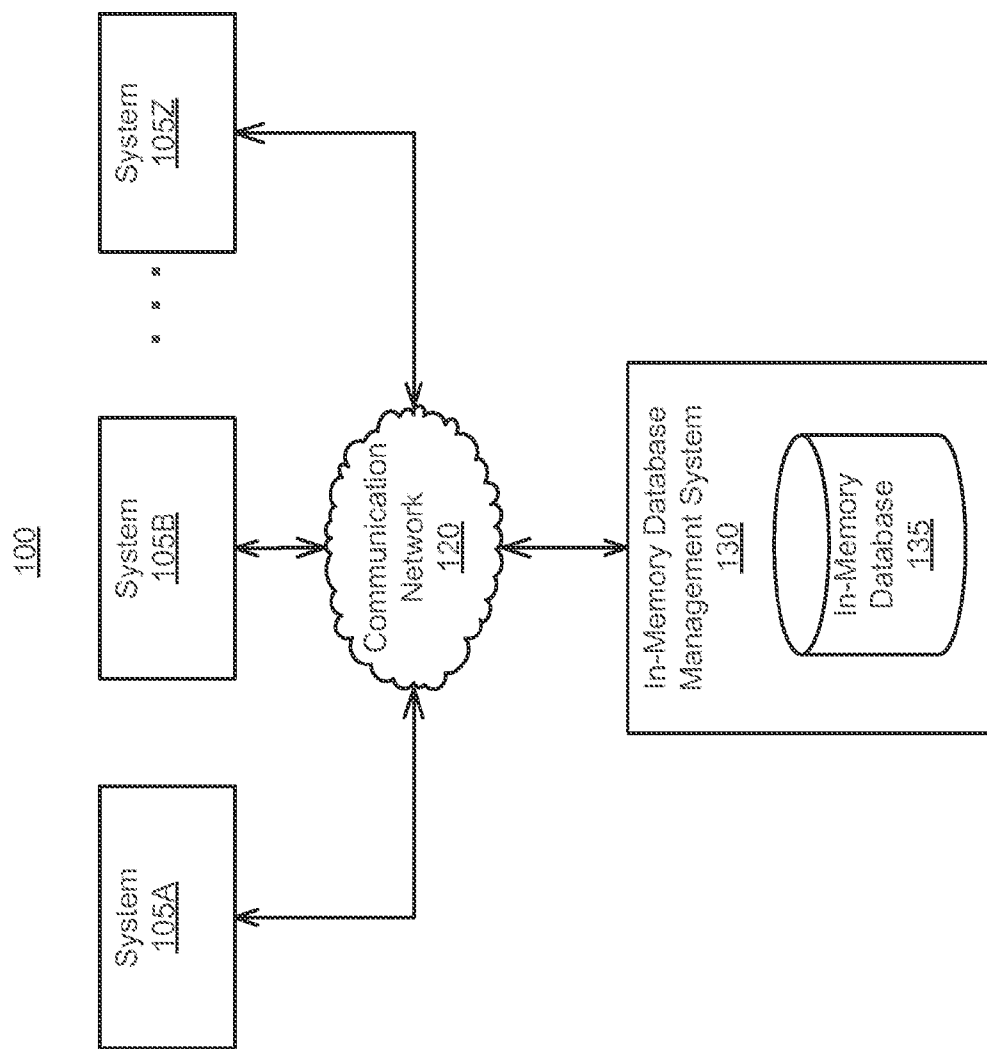 100
System
105A
System
105B
. . .
System
105Z
Communication
Network
120
In-Memory Database
Management System
130
In-Memory
Database
135